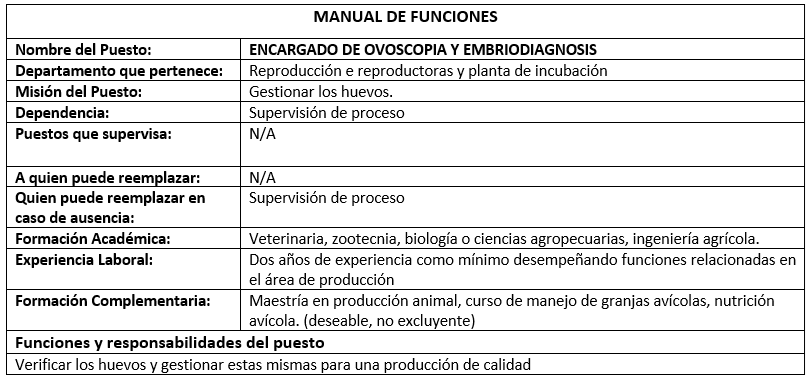 MANUAL DE FUNCIONES
Nombre del Puesto: ENCARGADO DE OVOSCOPIA Y EMBRIODIAGNOSIS
Departamento que pertenece: Reproducción e reproductoras y planta de incubación
Misión del Puesto: Gestionar los huevos.
Dependencia: Supervisión de proceso
Puestos que supervisa: N/A
A quien puede reemplazar: N/A
Quien puede reemplazar en Supervisión de proceso
caso de ausencia:
Formación Académica: Veterinaria, zootecnia, biología o ciencias agropecuarias, ingeniería agrícola.
Experiencia Laboral: Dos años de experiencia como mínimo desempeñando funciones relacionadas en
el área de producción
Formación Complementaria: Maestría en producción animal, curso de manejo de granjas avícolas, nutrición
avícola. (deseable, no excluyente)
Funciones y responsabilidades del puesto
Verificar los huevos y gestionar estas mismas para una producción de calidad